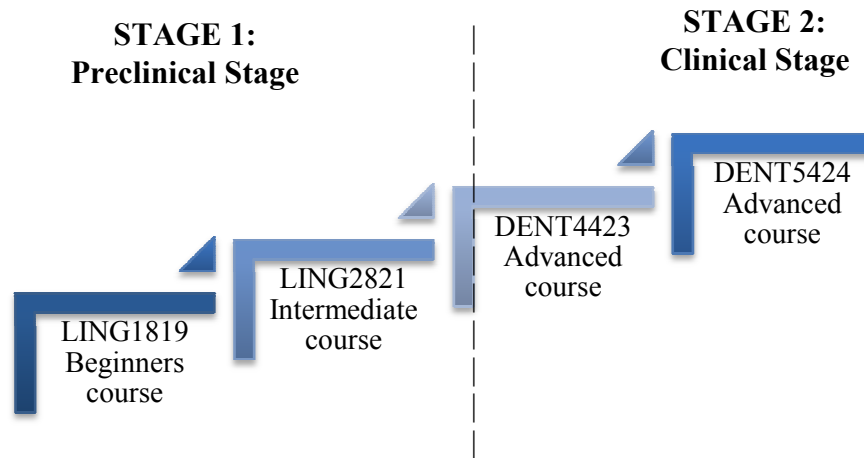 STAGE 1:
Preclinical Stage
STAGE 2:
Clinical Stage
LING1819
Beginners
course
LING2821
Intermediate
course
DENT4423
Advanced
course
DENT5424
Advanced
course